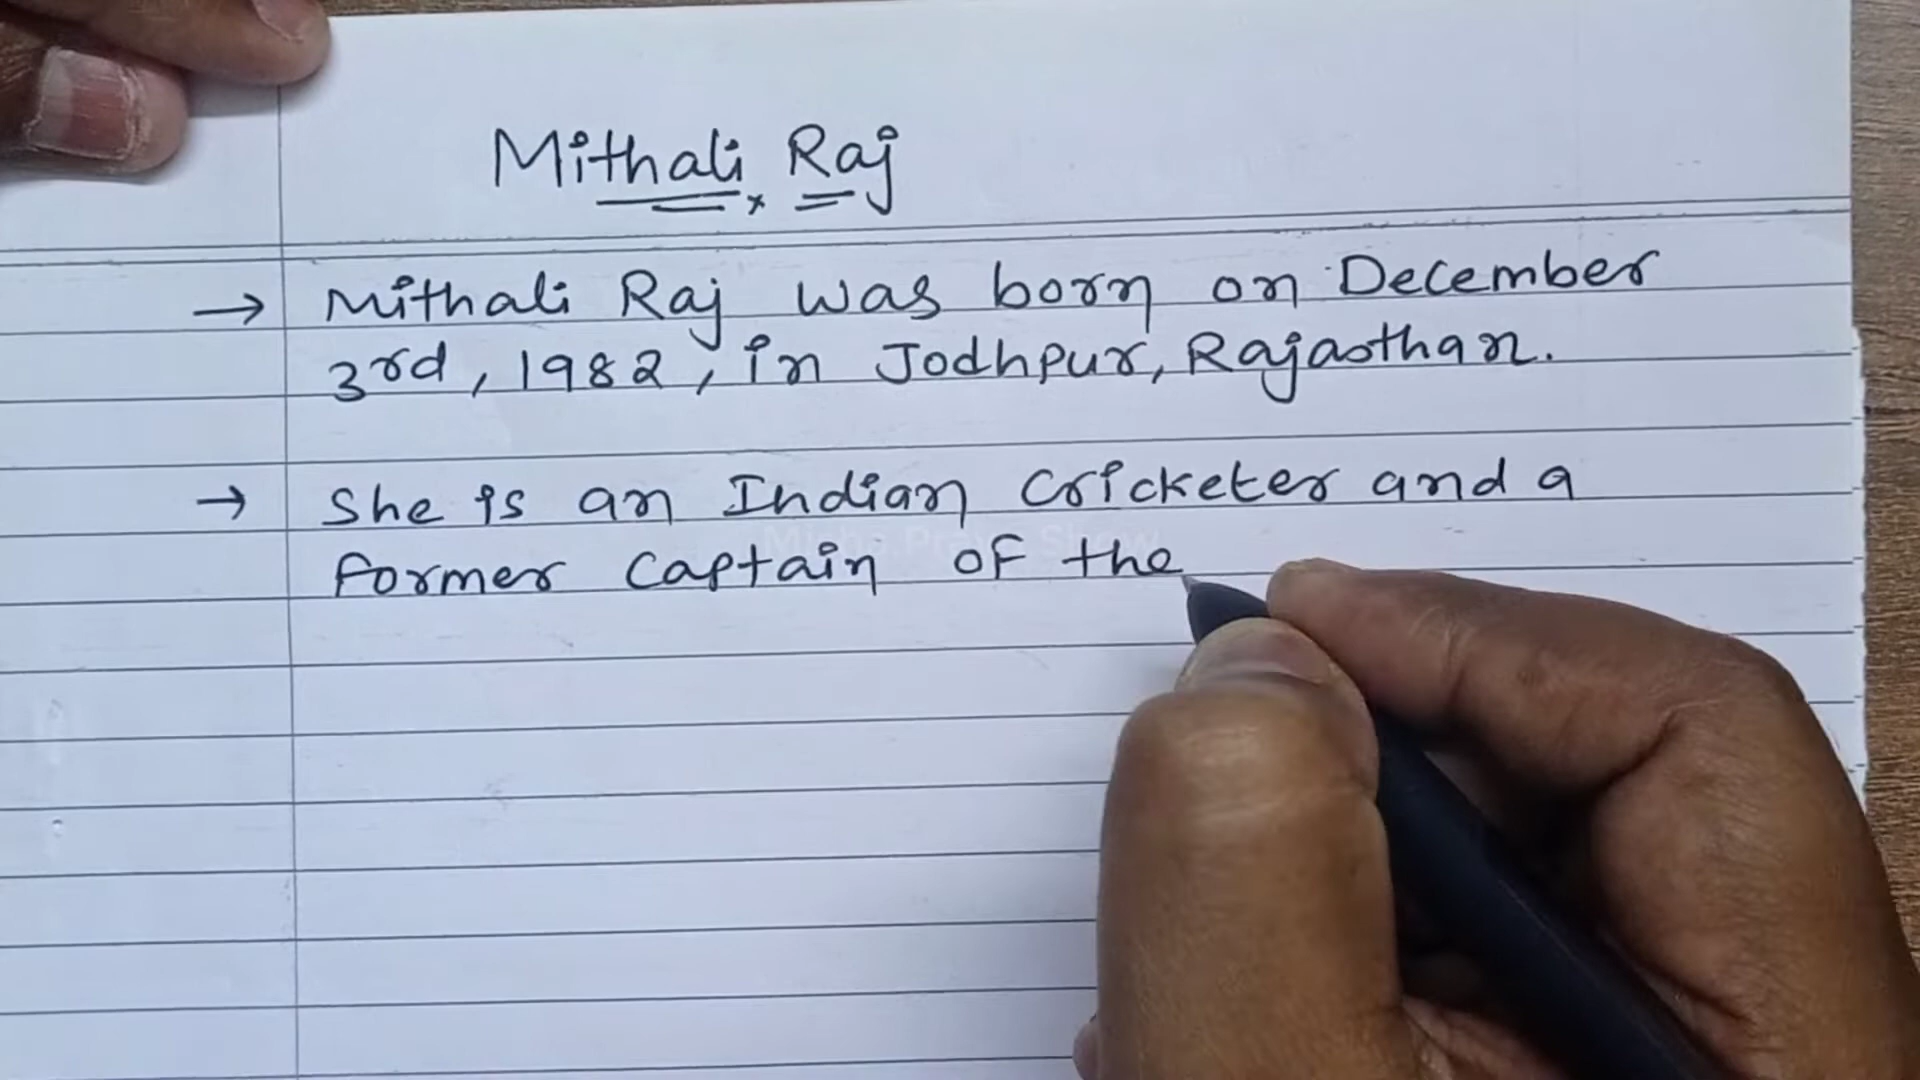 Mithali Raj
→ Mithali Raj was born on December
3rd, 1982, in Jodhpur, Rajasthan.
→ She is an Indian cricketer and a
former captain of the